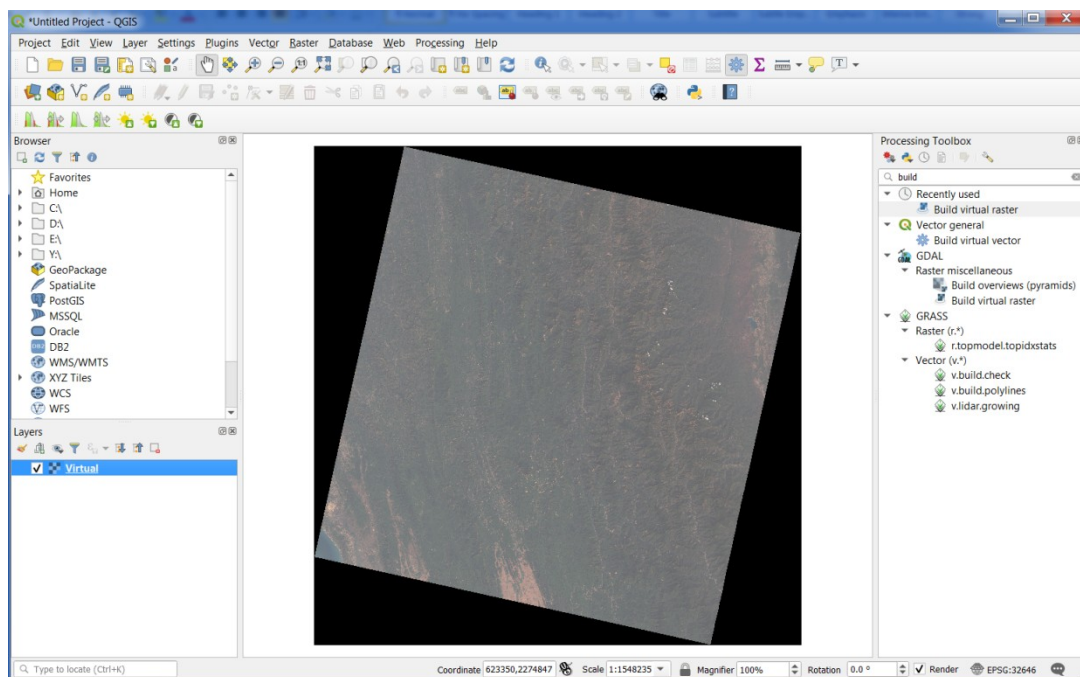 *Untitled Project - QGIS
Project Edit View Layer Settings Plugins Vector Raster Database Web Processing Help
Browser
Favorites
Home
C:\
D:\
E:\
Y:\
GeoPackage
SpatiaLite
PostGIS
MSSQL
Oracle
DB2
WMS/WMTS
XYZ Tiles
WCS
WFS
Layers
Virtual
Processing Toolbox
build
Recently used
Build virtual raster
Vector general
Build virtual vector
GDAL
Raster miscellaneous
Build overviews (pyramids)
Build virtual raster
GRASS
Raster (r.*)
r.topmodel.topidxstats
Vector (v.*)
v.build.check
v.build.polylines
v.lidar.growing
Type to locate (Ctrl+K) Coordinate 623350,2274847 Scale 1:1548235 Magnifier 100% Rotation 0.0 ° Render EPSG:32646